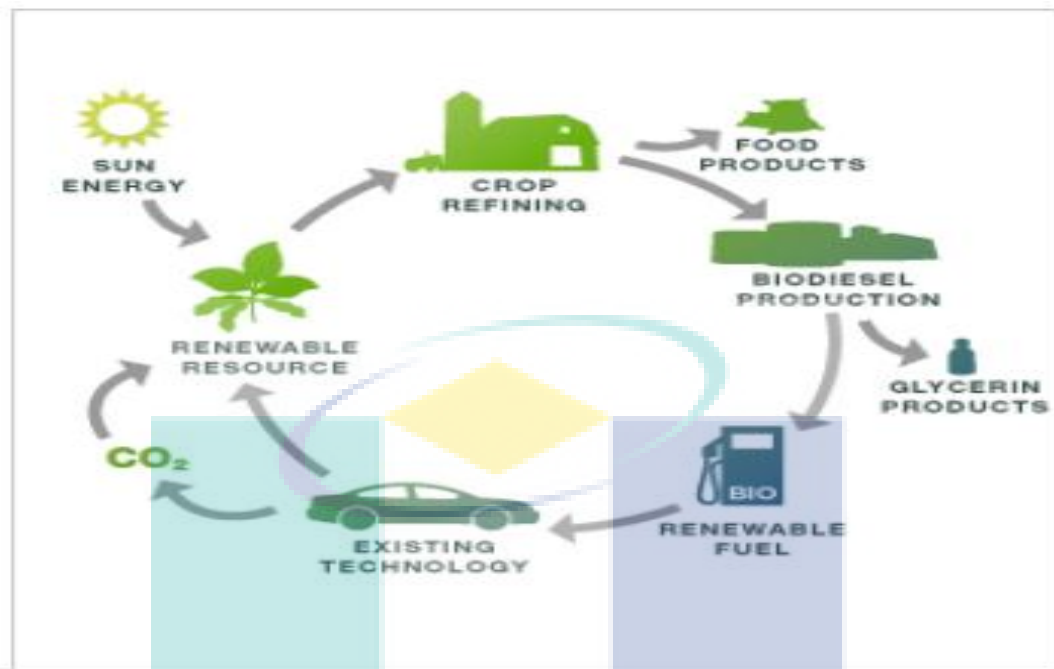 SUN
ENERGY
CROP
REFINING
FOOD
PRODUCTS
BIODIESEL
PRODUCTION
GLYCERIN
PRODUCTS
BIO
RENEWABLE
FUEL
EXISTING
TECHNOLOGY
CO₂
RENEWABLE
RESOURCE